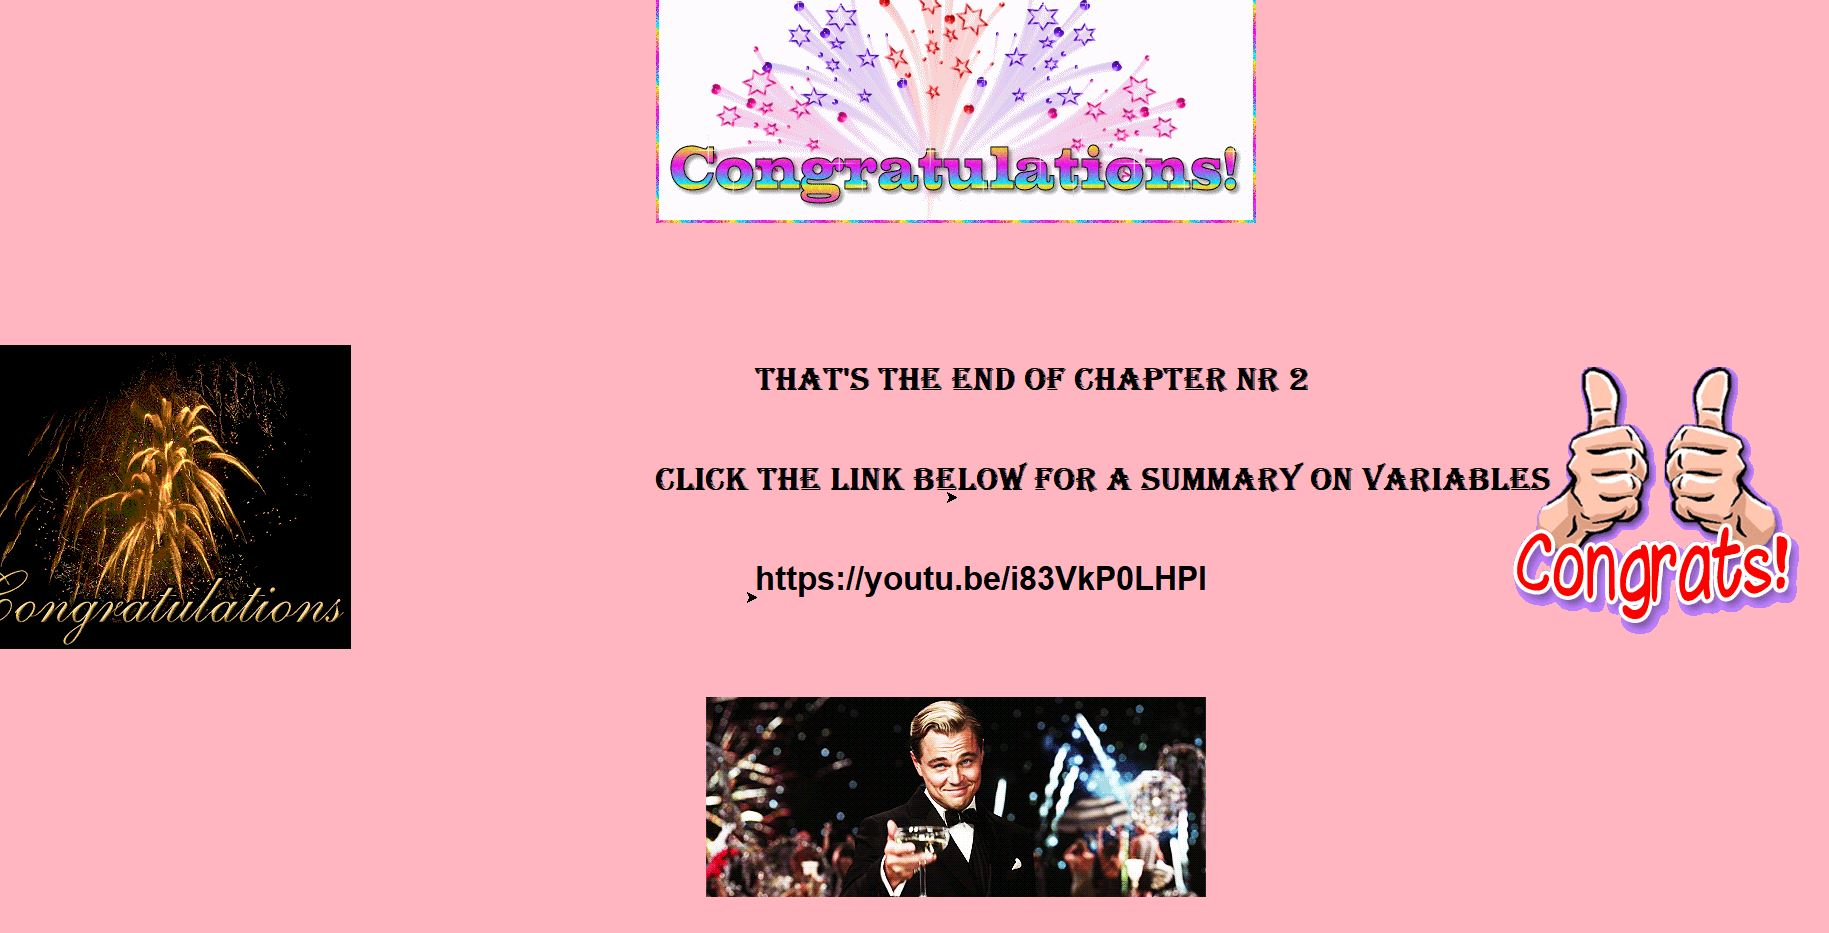 Congratulations!
THAT'S THE END OF CHAPTER NR 2
CLICK THE LINK BELOW FOR A SUMMARY ON VARIABLES
https://youtu.be/i83VkP0LHPI
Congratulations
Congrats!